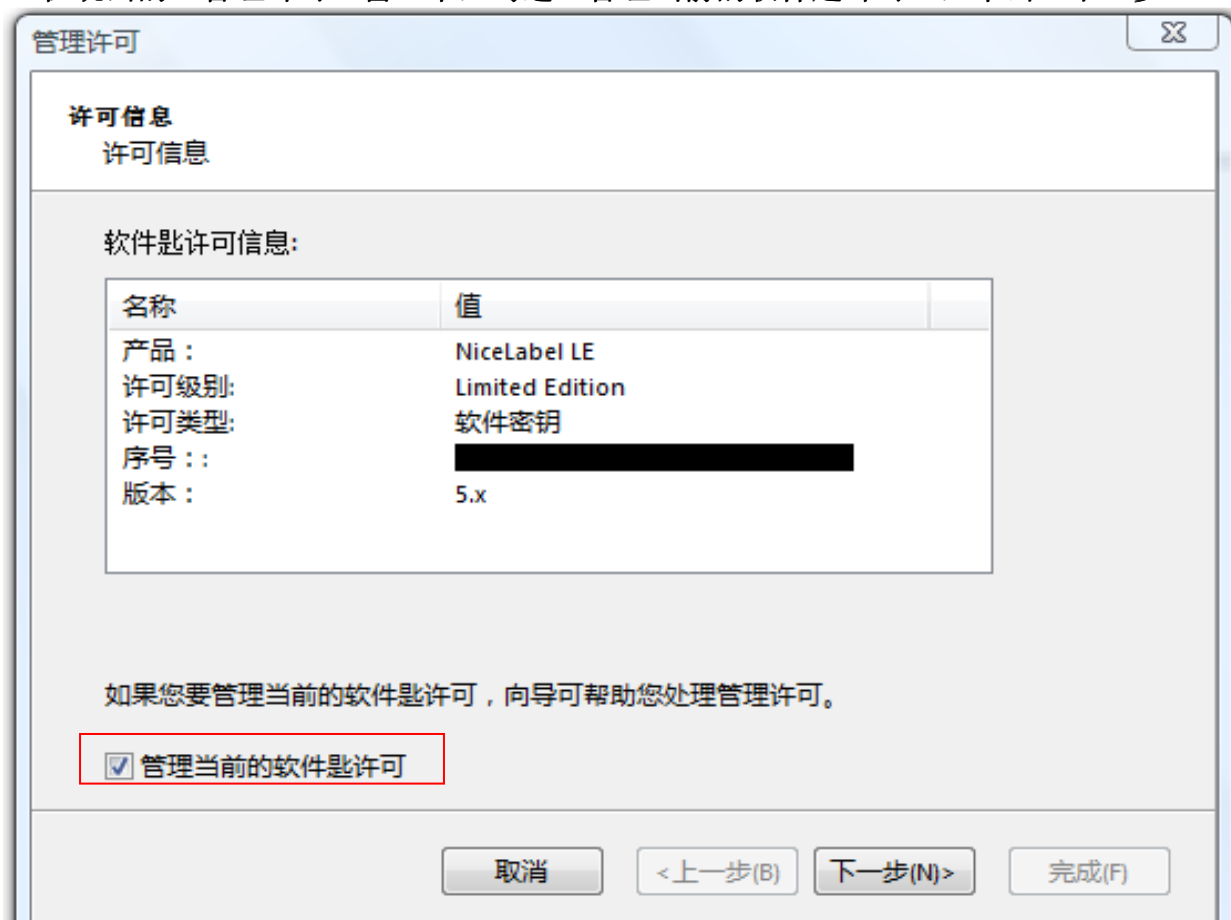 管理许可
许可信息
许可信息
软件匙许可信息:
名称 值
产品： NiceLabel LE
许可级别: Limited Edition
许可类型: 软件密钥
序号：:
版本： 5.x
如果您要管理当前的软件匙许可，向导可帮助您处理管理许可。
管理当前的软件匙许可
取消 <上一步(B) 下一步(N)> 完成(F)